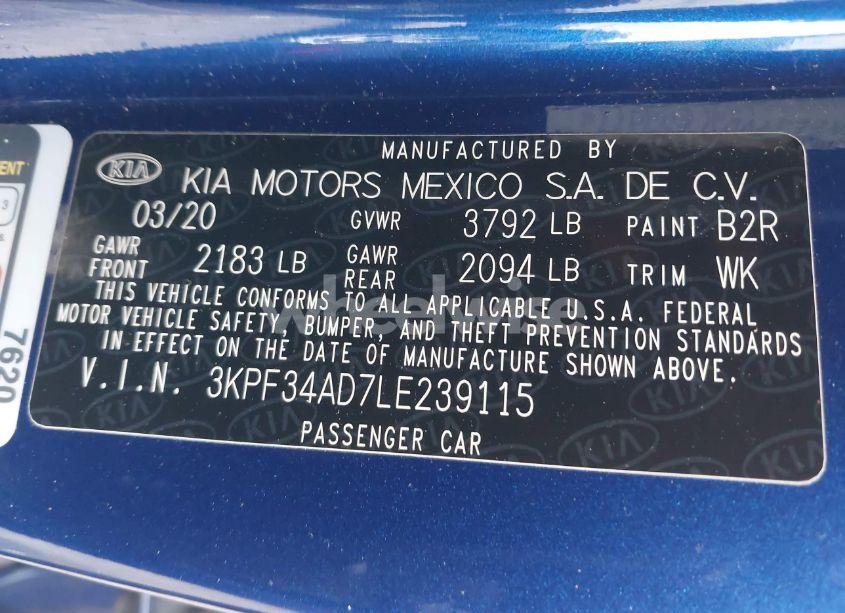 MANUFACTURED BY
KIA KIA MOTORS MEXICO S.A. DE C.V.
03/20 GVWR 3792 LB PAINT B2R
GAWR FRONT 2183 LB GAWR REAR 2094 LB TRIM WK
THIS VEHICLE CONFORMS TO ALL APPLICABLE U.S.A. FEDERAL
MOTOR VEHICLE SAFETY, BUMPER, AND THEFT PREVENTION STANDARDS
IN EFFECT ON THE DATE OF MANUFACTURE SHOWN ABOVE.
V.I.N. 3KPF34AD7LE239115
PASSENGER CAR
7620
wheelwise